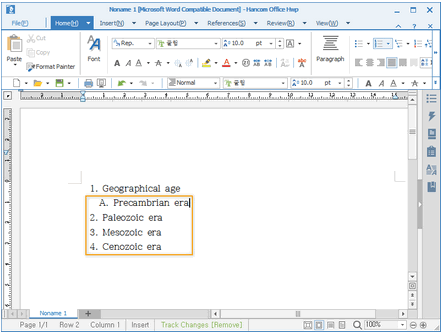 Noname 1 [Microsoft Word Compatible Document] - Hancom Office Hwp
File(F) Home(H) Insert(N) Page Layout(P) References(S) Review(R) View(W)
Paste
Cut
Copy
Format Painter
Font
Rep. 굴림 10.0 pt
Paragraph
Normal Rep. 굴림 10.0 pt
1. Geographical age
A. Precambrian era
2. Paleozoic era
3. Mesozoic era
4. Cenozoic era
Noname 1
Page 1/1 Row 2 Column 1 Insert Track Changes [Remove] 100%